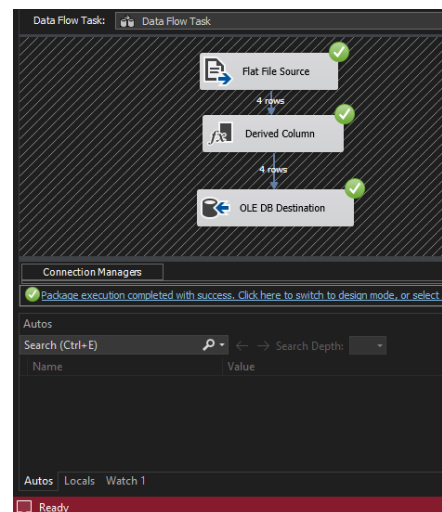 Data Flow Task: Data Flow Task
Flat File Source
4 rows
fx Derived Column
4 rows
OLE DB Destination
Connection Managers
Package execution completed with success. Click here to switch to design mode, or select
Autos
Search (Ctrl+E) Search Depth:
Name Value
Autos Locals Watch 1
Ready